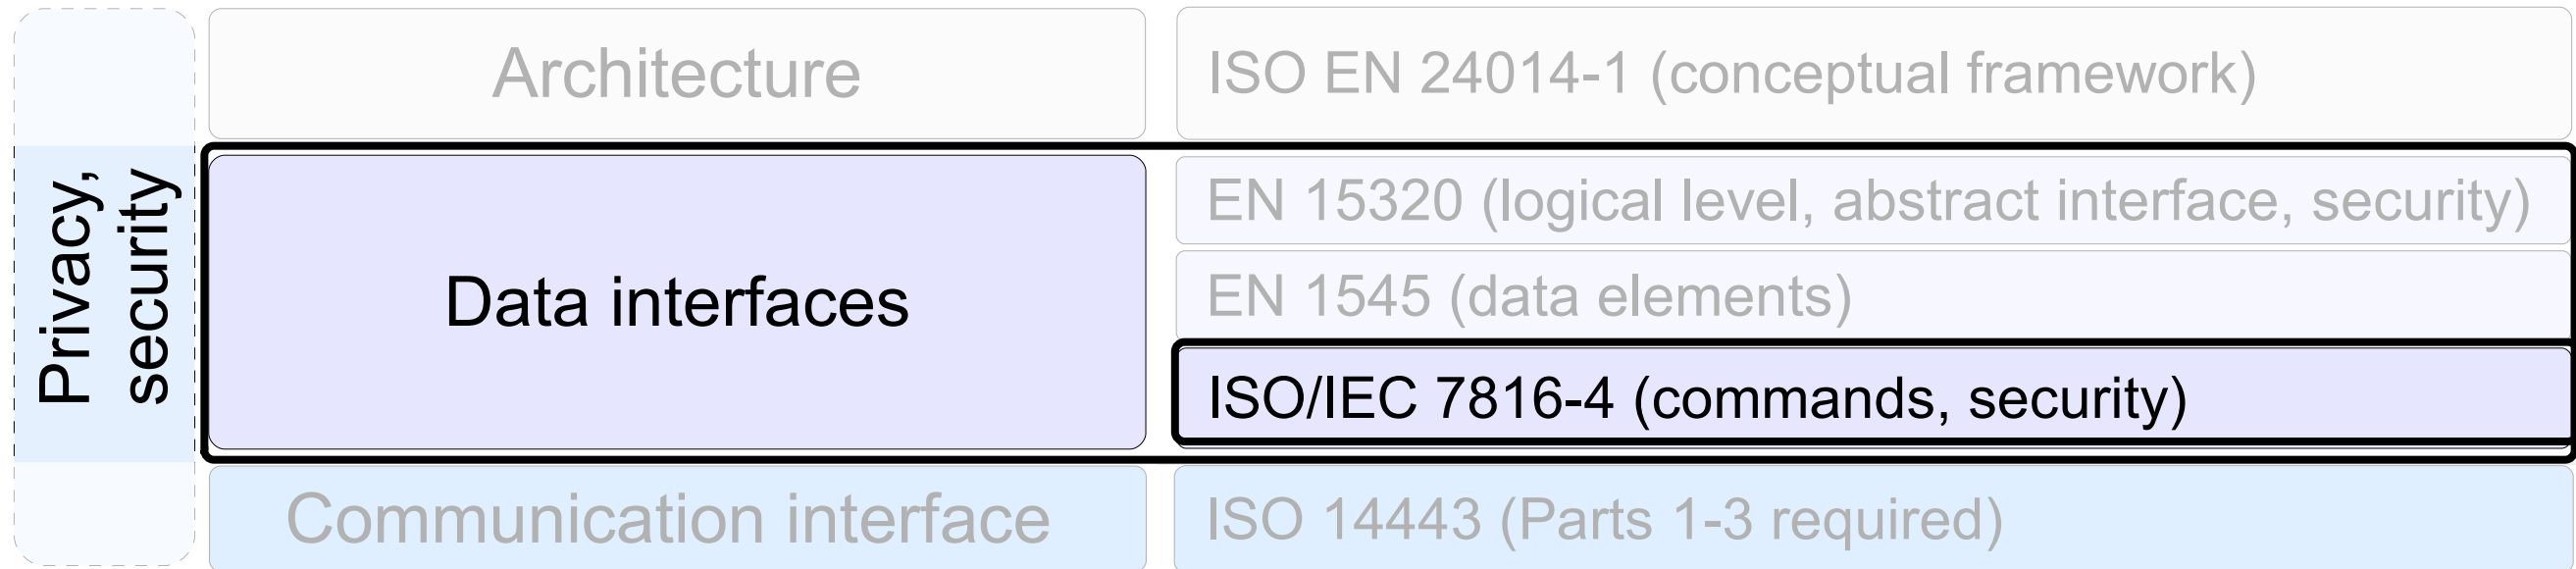 Privacy,
security
Architecture
ISO EN 24014-1 (conceptual framework)
Data interfaces
EN 15320 (logical level, abstract interface, security)
EN 1545 (data elements)
ISO/IEC 7816-4 (commands, security)
Communication interface
ISO 14443 (Parts 1-3 required)